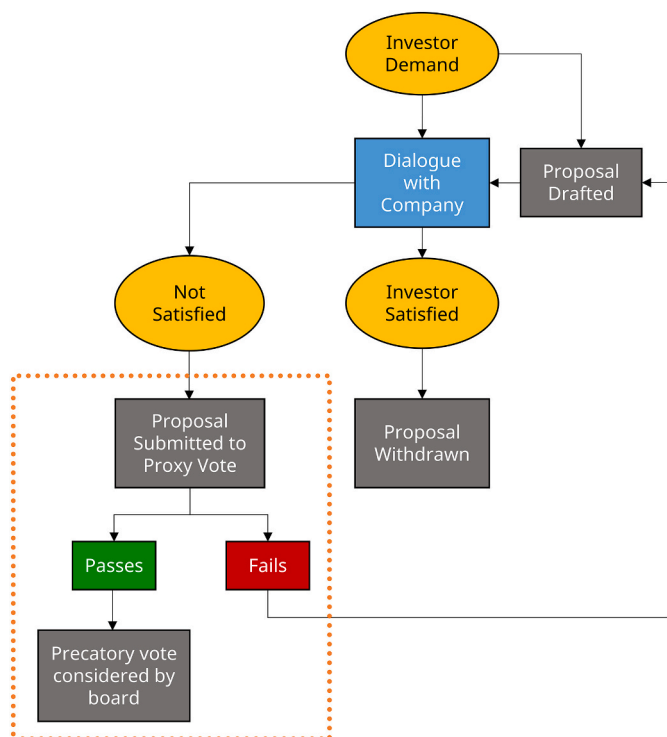 Investor
Demand
Dialogue
with
Company
Proposal
Drafted
Not
Satisfied
Investor
Satisfied
Proposal
Submitted to
Proxy Vote
Proposal
Withdrawn
Passes
Fails
Precatory vote
considered by
board